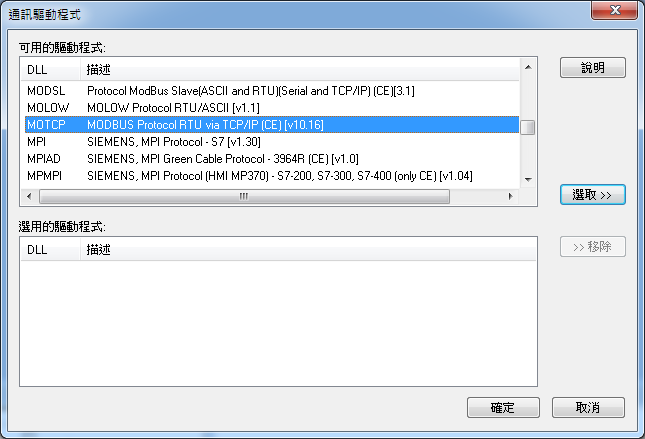 通訊驅動程式
可用的驅動程式:
DLL 描述
MODSL Protocol ModBus Slave(ASCII and RTU)(Serial and TCP/IP) (CE)[3.1]
MOLOW MOLOW Protocol RTU/ASCII [v1.1]
MOTCP MODBUS Protocol RTU via TCP/IP (CE) [v10.16]
MPI SIEMENS, MPI Protocol - S7 [v1.30]
MPIAD SIEMENS, MPI Green Cable Protocol - 3964R (CE) [v1.0]
MPMPI SIEMENS, MPI Protocol (HMI MP370) - S7-200, S7-300, S7-400 (only CE) [v1.04]
說明
選取 >>
選用的驅動程式:
DLL 描述
>> 移除
確定
取消